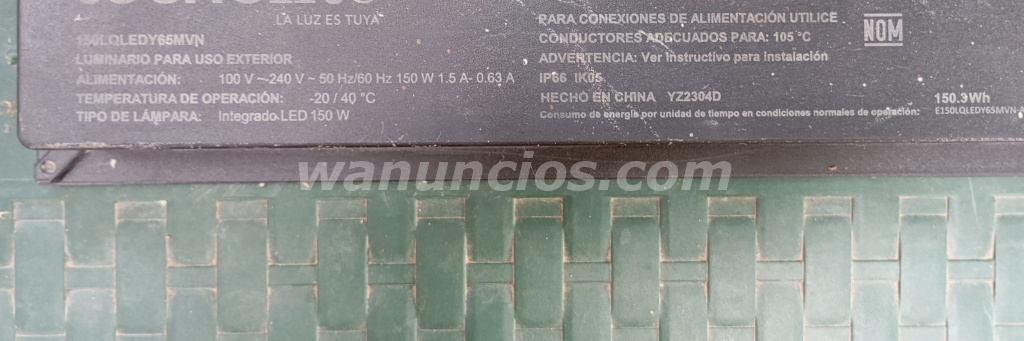 LA LUZ ES TUYA
150LQLEDY65MVN
LUMINARIO PARA USO EXTERIOR
ALIMENTACIÓN: 100 V ~-240 V ~ 50 Hz/60 Hz 150 W 1.5 A- 0.63 A
TEMPERATURA DE OPERACIÓN: -20 / 40 °C
TIPO DE LÁMPARA: Integrado LED 150 W
PARA CONEXIONES DE ALIMENTACIÓN UTILICE
CONDUCTORES ADECUADOS PARA: 105 °C
ADVERTENCIA: Ver instructivo para instalación
IP66 IK05
HECHO EN CHINA YZ2304D
Consumo de energía por unidad de tiempo en condiciones normales de operación:
NOM
150.3Wh
E150LQLEDY65MVN-
wanuncios.com